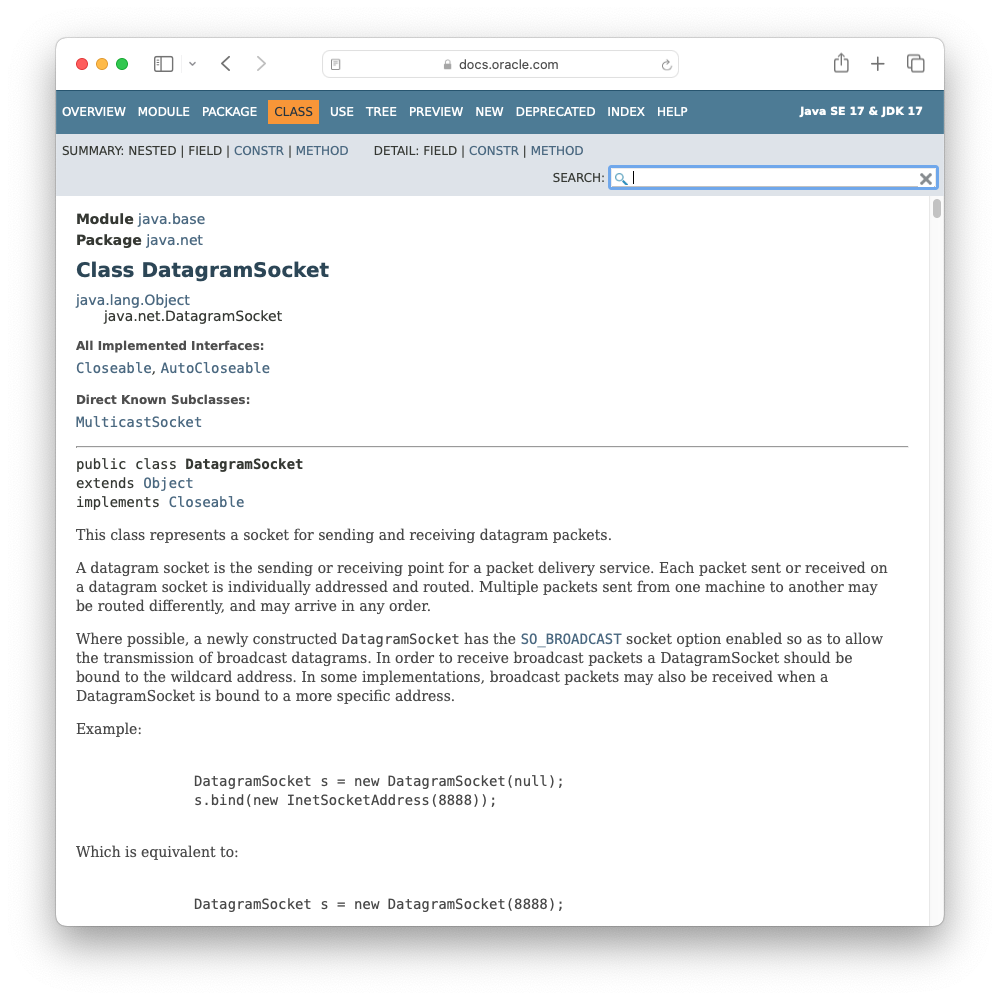 docs.oracle.com
OVERVIEW MODULE PACKAGE CLASS USE TREE PREVIEW NEW DEPRECATED INDEX HELP Java SE 17 & JDK 17
SUMMARY: NESTED | FIELD | CONSTR | METHOD DETAIL: FIELD | CONSTR | METHOD
SEARCH:
Module java.base
Package java.net
Class DatagramSocket
java.lang.Object
java.net.DatagramSocket
All Implemented Interfaces:
Closeable, AutoCloseable
Direct Known Subclasses:
MulticastSocket
public class DatagramSocket
extends Object
implements Closeable
This class represents a socket for sending and receiving datagram packets.
A datagram socket is the sending or receiving point for a packet delivery service. Each packet sent or received on
a datagram socket is individually addressed and routed. Multiple packets sent from one machine to another may
be routed differently, and may arrive in any order.
Where possible, a newly constructed DatagramSocket has the SO_BROADCAST socket option enabled so as to allow
the transmission of broadcast datagrams. In order to receive broadcast packets a DatagramSocket should be
bound to the wildcard address. In some implementations, broadcast packets may also be received when a
DatagramSocket is bound to a more specific address.
Example:
DatagramSocket s = new DatagramSocket(null);
s.bind(new InetSocketAddress(8888));
Which is equivalent to:
DatagramSocket s = new DatagramSocket(8888);